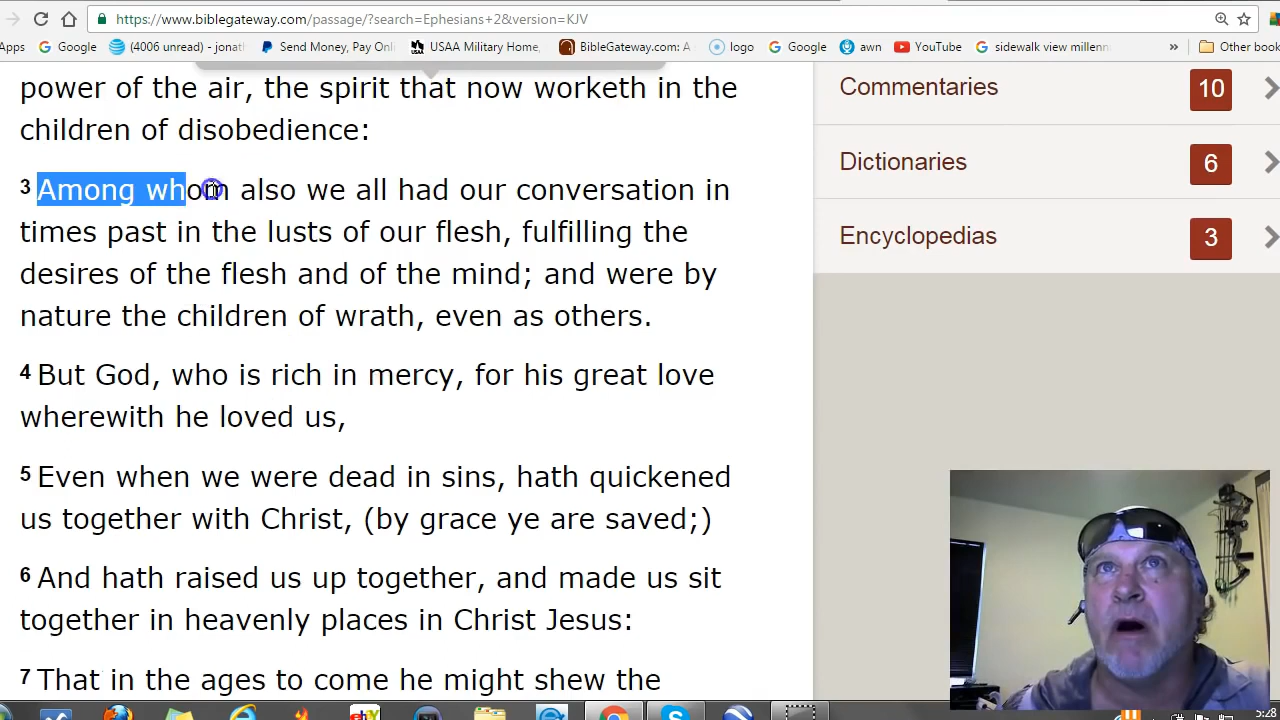 https://www.biblegateway.com/passage/?search=Ephesians+2&version=KJV
Apps Google (4006 unread) - jonatl Send Money, Pay Onli USAA Military Home, BibleGateway.com: A logo Google awn YouTube sidewalk view millenn » Other book
power of the air, the spirit that now worketh in the
children of disobedience:
3 Among whom also we all had our conversation in
times past in the lusts of our flesh, fulfilling the
desires of the flesh and of the mind; and were by
nature the children of wrath, even as others.
4 But God, who is rich in mercy, for his great love
wherewith he loved us,
5 Even when we were dead in sins, hath quickened
us together with Christ, (by grace ye are saved;)
6 And hath raised us up together, and made us sit
together in heavenly places in Christ Jesus:
7 That in the ages to come he might shew the
Commentaries 10
Dictionaries 6
Encyclopedias 3
ebay
5:28